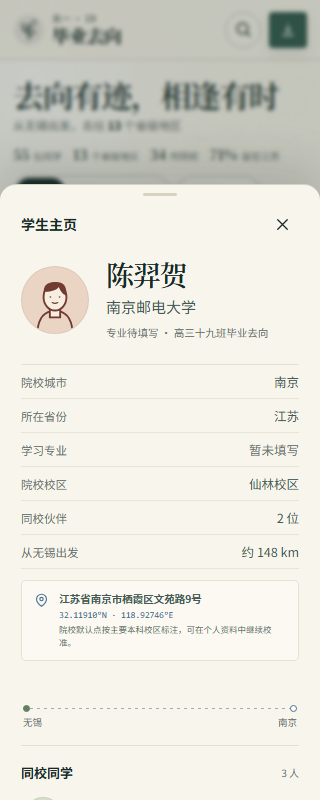 毕业去向
去向有迹，相逢有时
学生主页
陈羿贺
南京邮电大学
专业待填写 · 高三十九班毕业去向
院校城市 南京
所在省份 江苏
学习专业 暂未填写
院校校区 仙林校区
同校伙伴 2 位
从无锡出发 约 148 km
江苏省南京市栖霞区文苑路9号
32.11910°N · 118.92746°E
院校默认点按主要本科校区标注，可在个人资料中继续校
准。
无锡 南京
同校同学 3 人